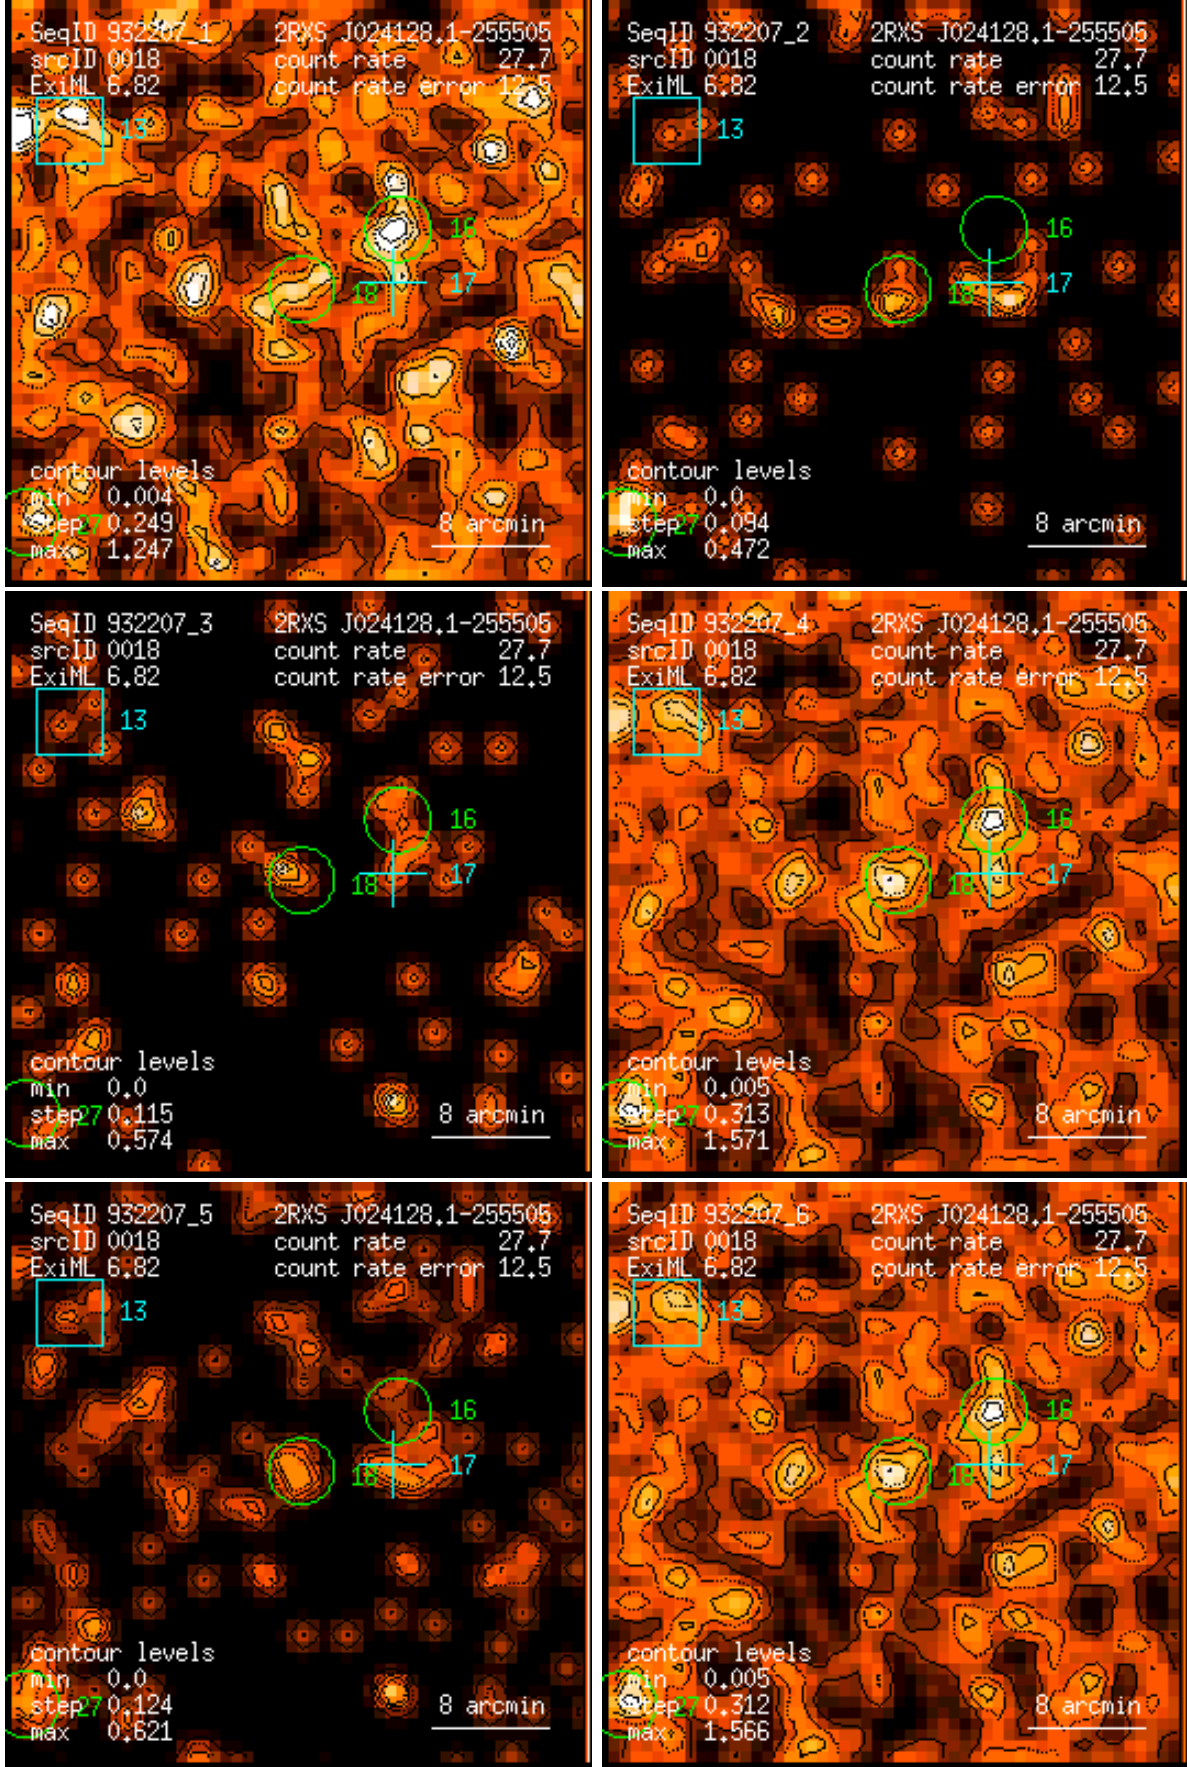 SeqID 932207_1 2RXS J024128.1-255505
srcID 0018 count rate 27.7
ExiML 6.82 count rate error 12.5
13
16
18 17
contour levels
min 0.004
step 0.249
27
max 1.247
8 arcmin
SeqID 932207_2 2RXS J024128.1-255505
srcID 0018 count rate 27.7
ExiML 6.82 count rate error 12.5
13
16
18 17
contour levels
min 0.0
step 0.094
27
max 0.472
8 arcmin
SeqID 932207_3 2RXS J024128.1-255505
srcID 0018 count rate 27.7
ExiML 6.82 count rate error 12.5
13
16
18 17
contour levels
min 0.0
step 0.115
27
max 0.574
8 arcmin
SeqID 932207_4 2RXS J024128.1-255505
srcID 0018 count rate 27.7
ExiML 6.82 count rate error 12.5
13
16
18 17
contour levels
min 0.005
step 0.313
27
max 1.571
8 arcmin
SeqID 932207_5 2RXS J024128.1-255505
srcID 0018 count rate 27.7
ExiML 6.82 count rate error 12.5
13
16
18 17
contour levels
min 0.0
step 0.124
27
max 0.621
8 arcmin
SeqID 932207_6 2RXS J024128.1-255505
srcID 0018 count rate 27.7
ExiML 6.82 count rate error 12.5
13
16
18 17
contour levels
min 0.005
step 0.312
27
max 1.566
8 arcmin